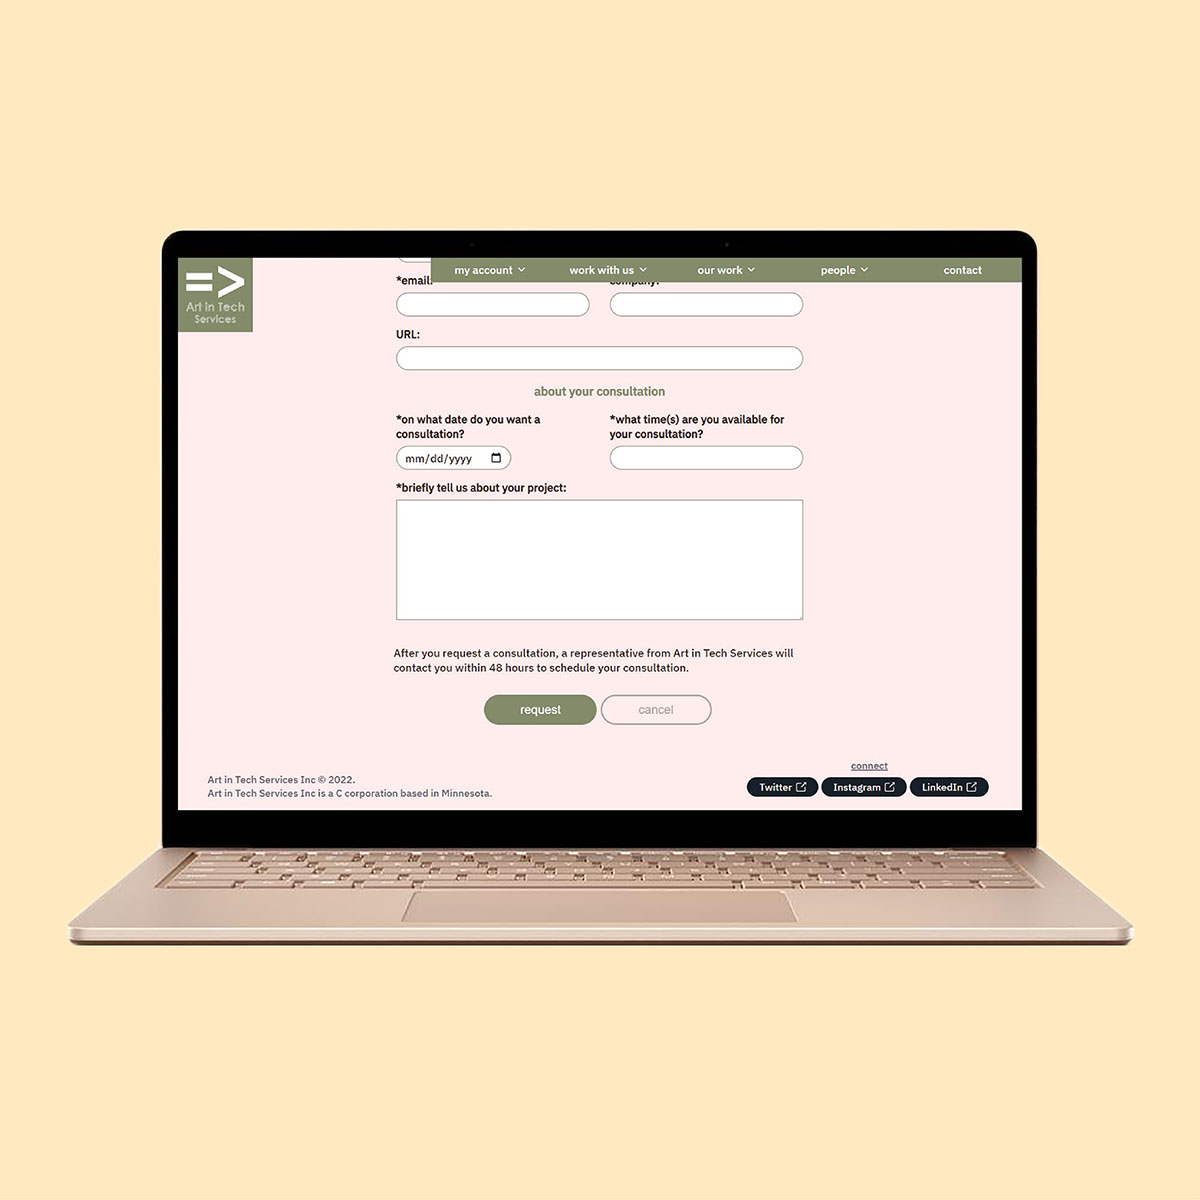 =>
Art in Tech
Services
my account
work with us
our work
people
contact
*email:
company:
URL:
about your consultation
*on what date do you want a
consultation?
*what time(s) are you available for
your consultation?
mm/dd/yyyy
*briefly tell us about your project:
After you request a consultation, a representative from Art in Tech Services will
contact you within 48 hours to schedule your consultation.
request
cancel
connect
Art in Tech Services Inc © 2022.
Art in Tech Services Inc is a C corporation based in Minnesota.
Twitter
Instagram
LinkedIn